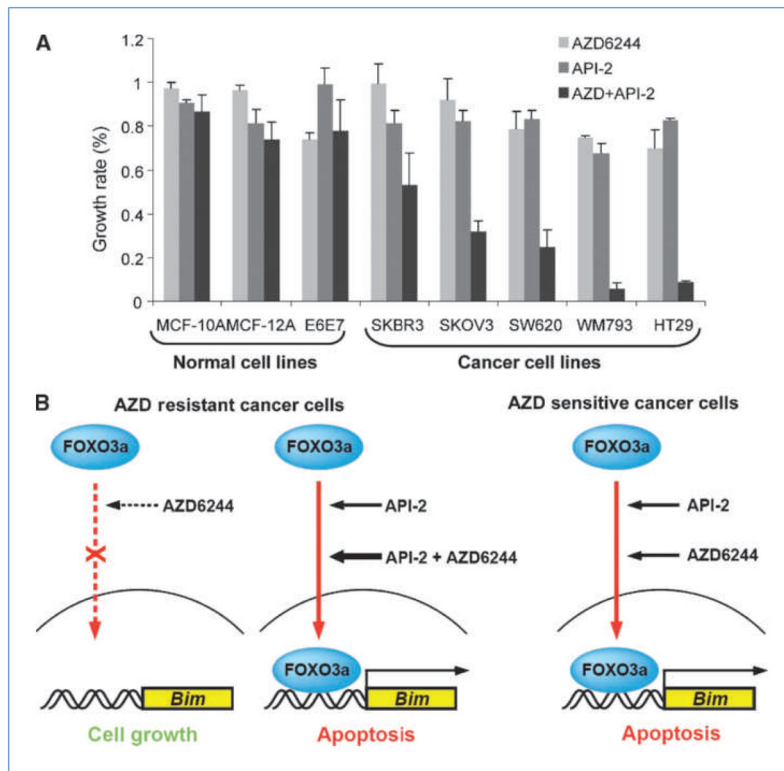 A
1.2
1
0.8
0.6
0.4
0.2
0
Growth rate (%)
AZD6244
API-2
AZD+API-2
MCF-10A MCF-12A E6E7 SKBR3 SKOV3 SW620 WM793 HT29
Normal cell lines Cancer cell lines
B
AZD resistant cancer cells
AZD sensitive cancer cells
FOXO3a FOXO3a FOXO3a
AZD6244 API-2 API-2
X
API-2 + AZD6244 AZD6244
FOXO3a FOXO3a
Bim Bim Bim
Cell growth Apoptosis Apoptosis